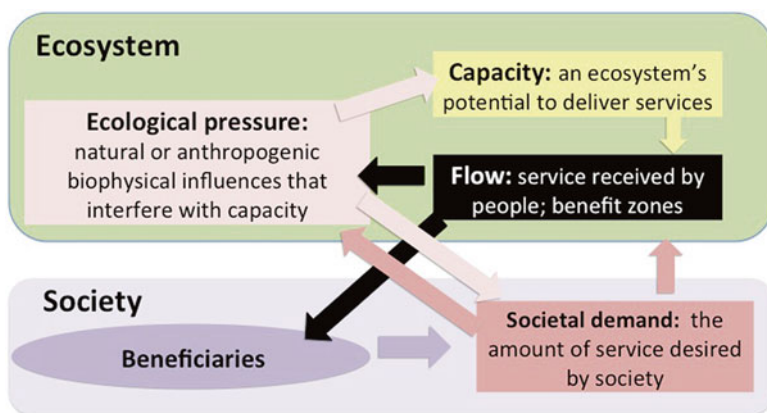 Ecosystem
Capacity: an ecosystem's
potential to deliver services
Ecological pressure:
natural or anthropogenic
biophysical influences that
interfere with capacity
Flow: service received by
people; benefit zones
Society
Beneficiaries
Societal demand: the
amount of service desired
by society